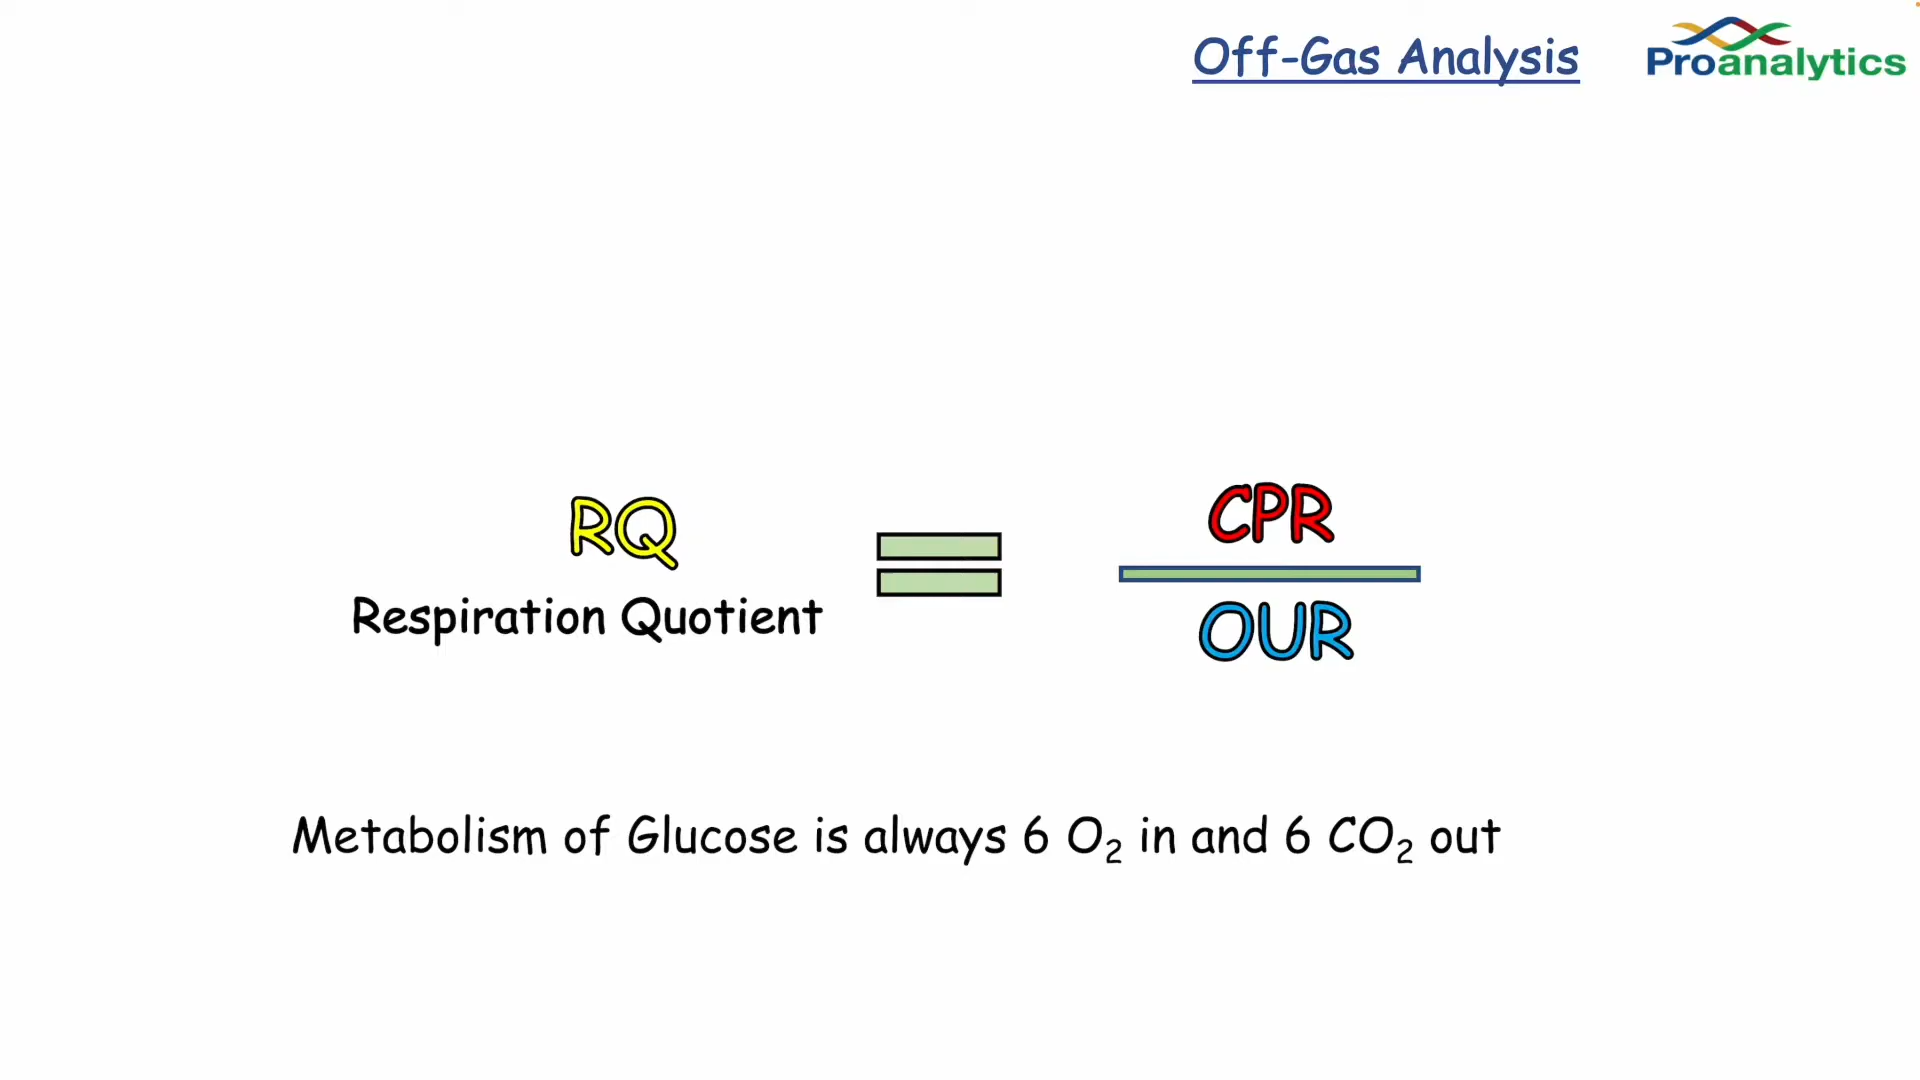 Off-Gas Analysis
Proanalytics
RQ
Respiration Quotient
CPR
OUR
Metabolism of Glucose is always 6 O₂ in and 6 CO₂ out